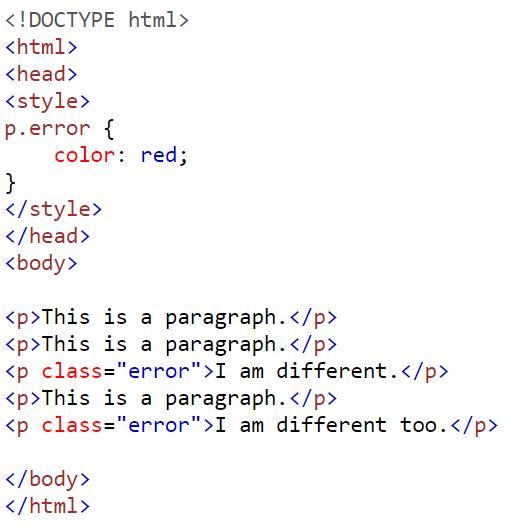 <!DOCTYPE html>
<html>
<head>
<style>
p.error {
    color: red;
}
</style>
</head>
<body>

<p>This is a paragraph.</p>
<p>This is a paragraph.</p>
<p class="error">I am different.</p>
<p>This is a paragraph.</p>
<p class="error">I am different too.</p>

</body>
</html>